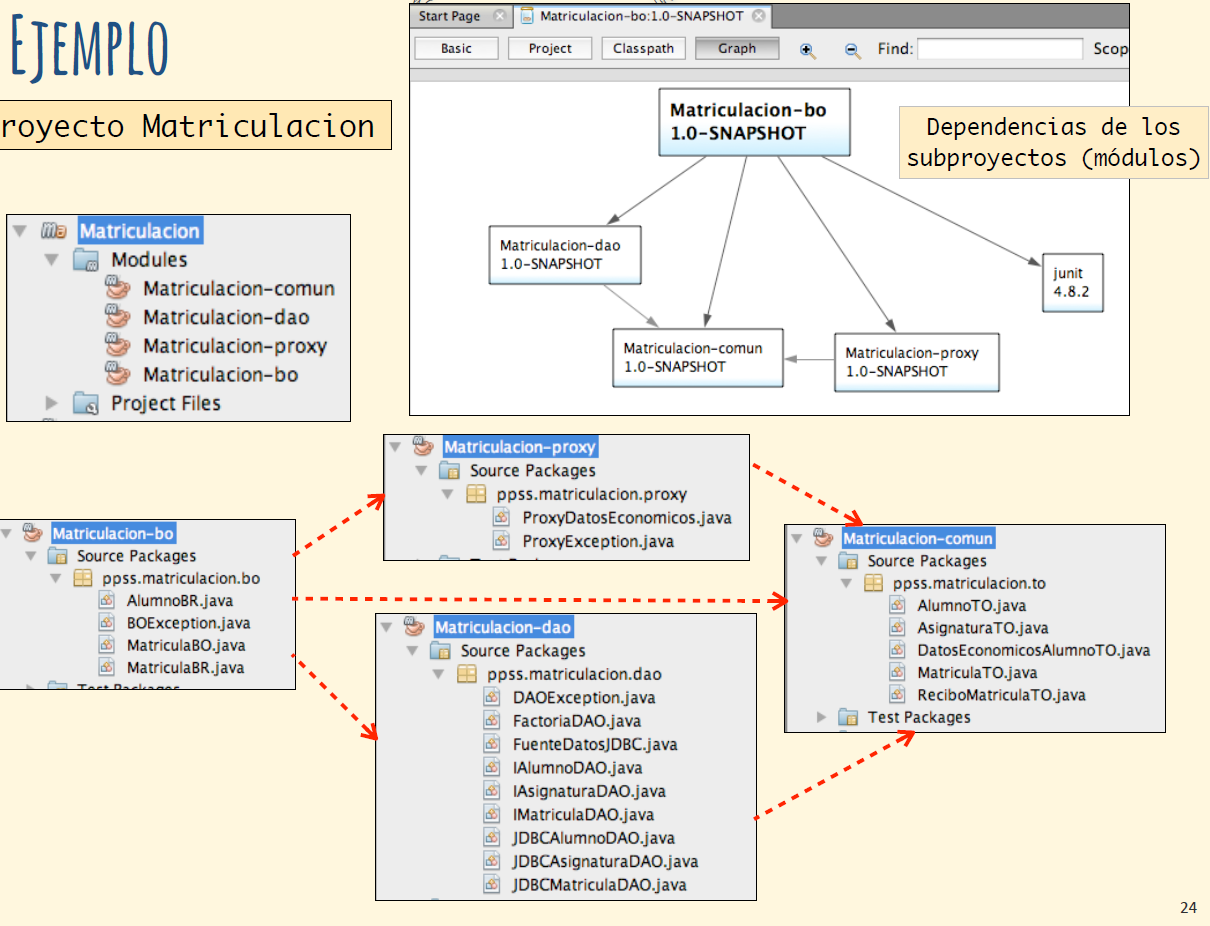 Ejemplo
royecto Matriculacion
Start Page
Matriculacion-bo:1.0-SNAPSHOT
Basic
Project
Classpath
Graph
Find:
Scop
Matriculacion-bo
1.0-SNAPSHOT
Dependencias de los
subproyectos (módulos)
Matriculacion-dao
1.0-SNAPSHOT
junit
4.8.2
Matriculacion-comun
1.0-SNAPSHOT
Matriculacion-proxy
1.0-SNAPSHOT
Matriculacion
Modules
Matriculacion-comun
Matriculacion-dao
Matriculacion-proxy
Matriculacion-bo
Project Files
Matriculacion-proxy
Source Packages
ppss.matriculacion.proxy
ProxyDatosEconomicos.java
ProxyException.java
Matriculacion-bo
Source Packages
ppss.matriculacion.bo
AlumnoBR.java
BOException.java
MatriculaBO.java
MatriculaBR.java
Test Packages
Matriculacion-comun
Source Packages
ppss.matriculacion.to
AlumnoTO.java
AsignaturaTO.java
DatosEconomicosAlumnoTO.java
MatriculaTO.java
ReciboMatriculaTO.java
Test Packages
Matriculacion-dao
Source Packages
ppss.matriculacion.dao
DAOException.java
FactoriaDAO.java
FuenteDatosJDBC.java
IAlumnoDAO.java
IAsignaturaDAO.java
IMatriculaDAO.java
JDBCAlumnoDAO.java
JDBCAsignaturaDAO.java
JDBCMatriculaDAO.java
24